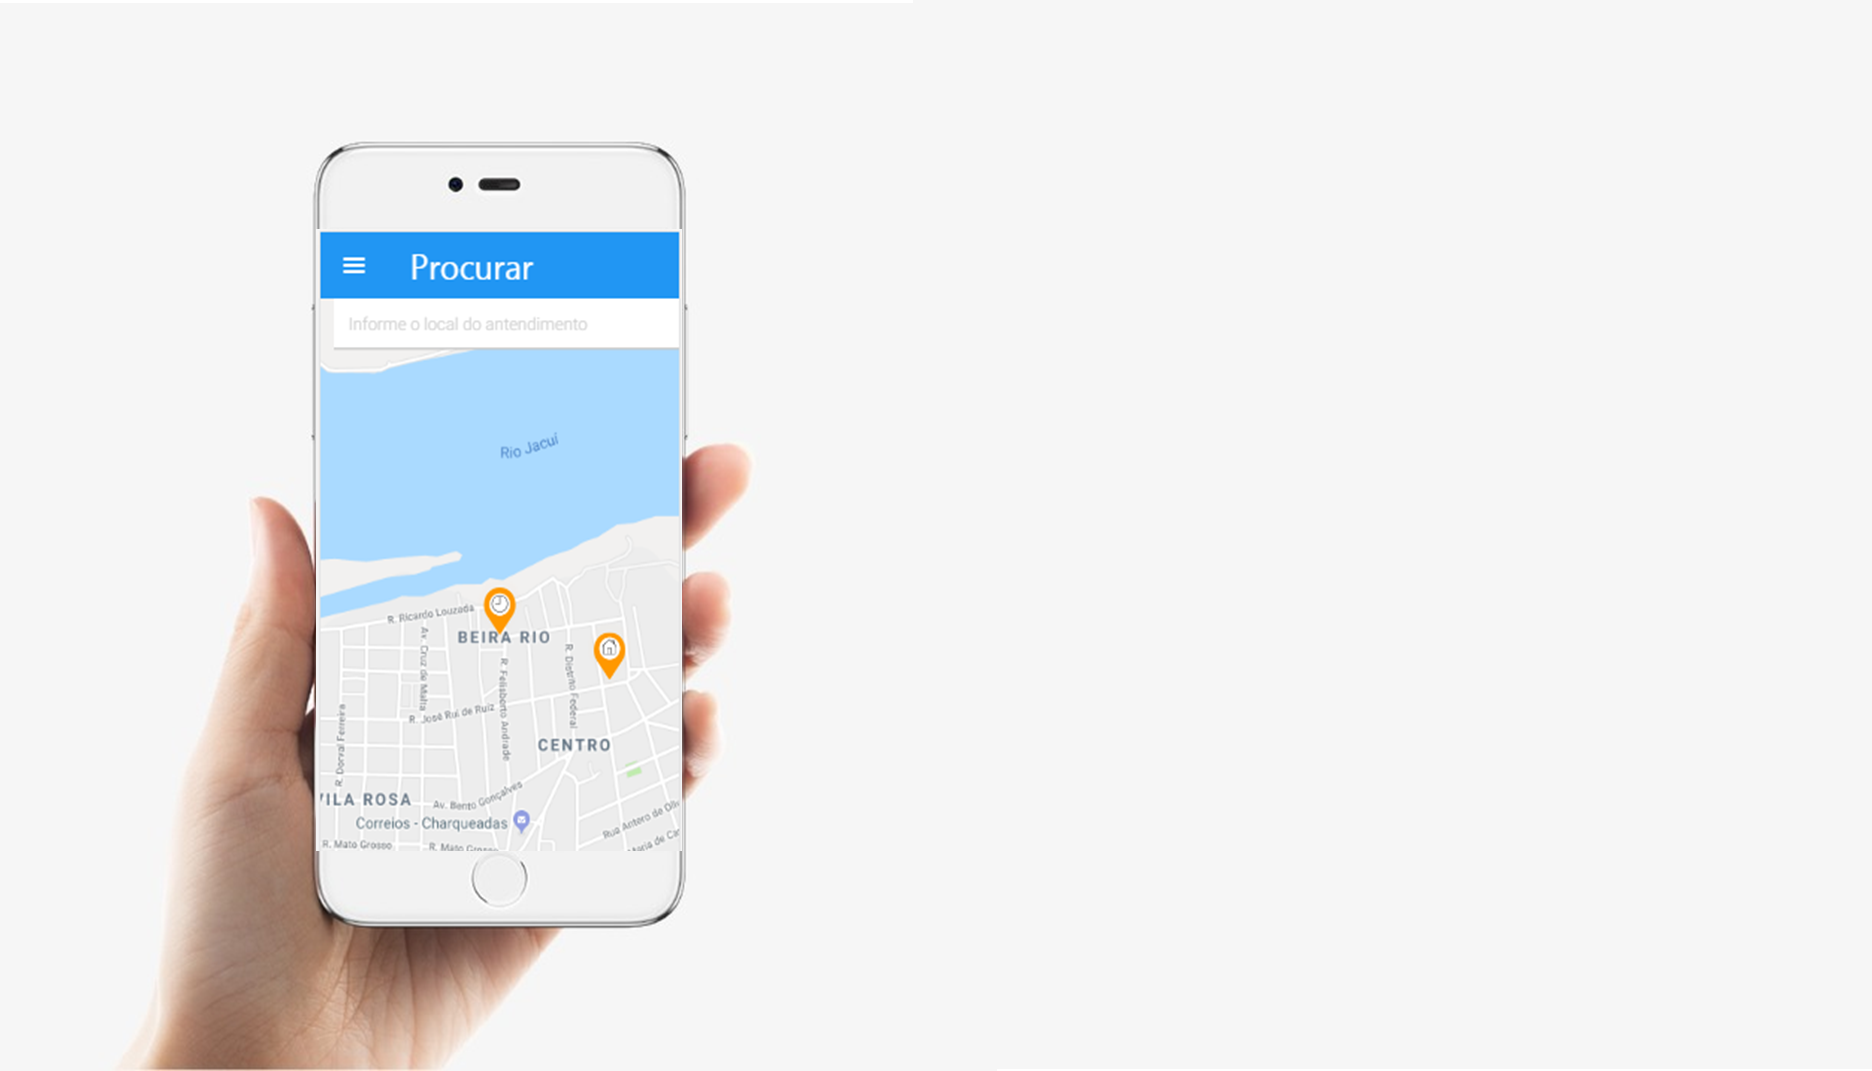 Procurar
Informe o local do antendimento
Rio Jacuí
R. Ricardo Louzada
BEIRA RIO
Av. Cruz de Malta
R. Felisberto Andrade
R. Distrito Federal
R. José Rui de Ruiz
R. Dorval Ferreira
CENTRO
VILA ROSA
Av. Bento Gonçalves
Correios - Charqueadas
Rua Antero de Oli
R. Mato Grosso
R. Mato Grosso